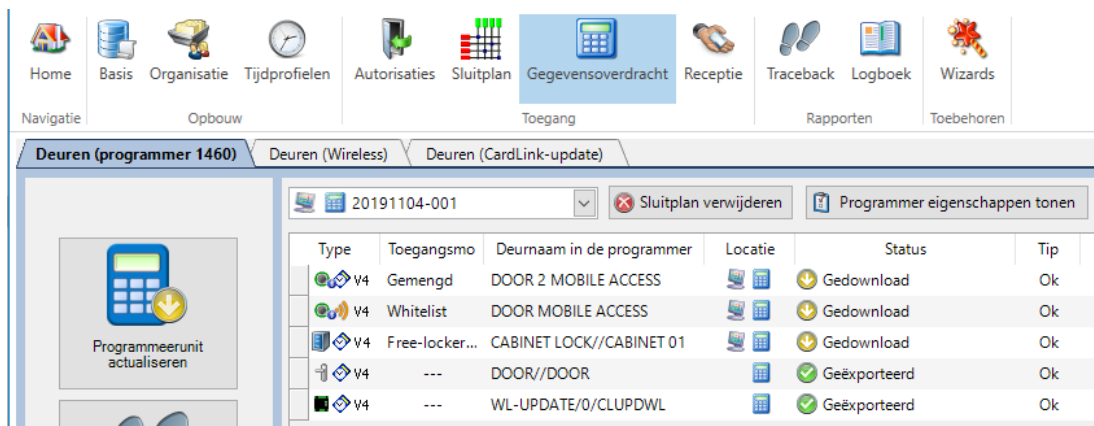 Home Basis Organisatie Tijdprofielen Autorisaties Sluitplan Gegevensoverdracht Receptie Traceback Logboek Wizards
Navigatie Opbouw Toegang Rapporten Toebehoren
Deuren (programmer 1460) Deuren (Wireless) Deuren (CardLink-update)
20191104-001 Sluitplan verwijderen Programmer eigenschappen tonen
Type Toegangsmo Deurnaam in de programmer Locatie Status Tip
V4 Gemengd DOOR 2 MOBILE ACCESS Gedownload Ok
V4 Whitelist DOOR MOBILE ACCESS Gedownload Ok
V4 Free-locker... CABINET LOCK//CABINET 01 Gedownload Ok
V4 --- DOOR//DOOR Geëxporteerd Ok
V4 --- WL-UPDATE/0/CLUPDWL Geëxporteerd Ok
Programmeerunit
actualiseren